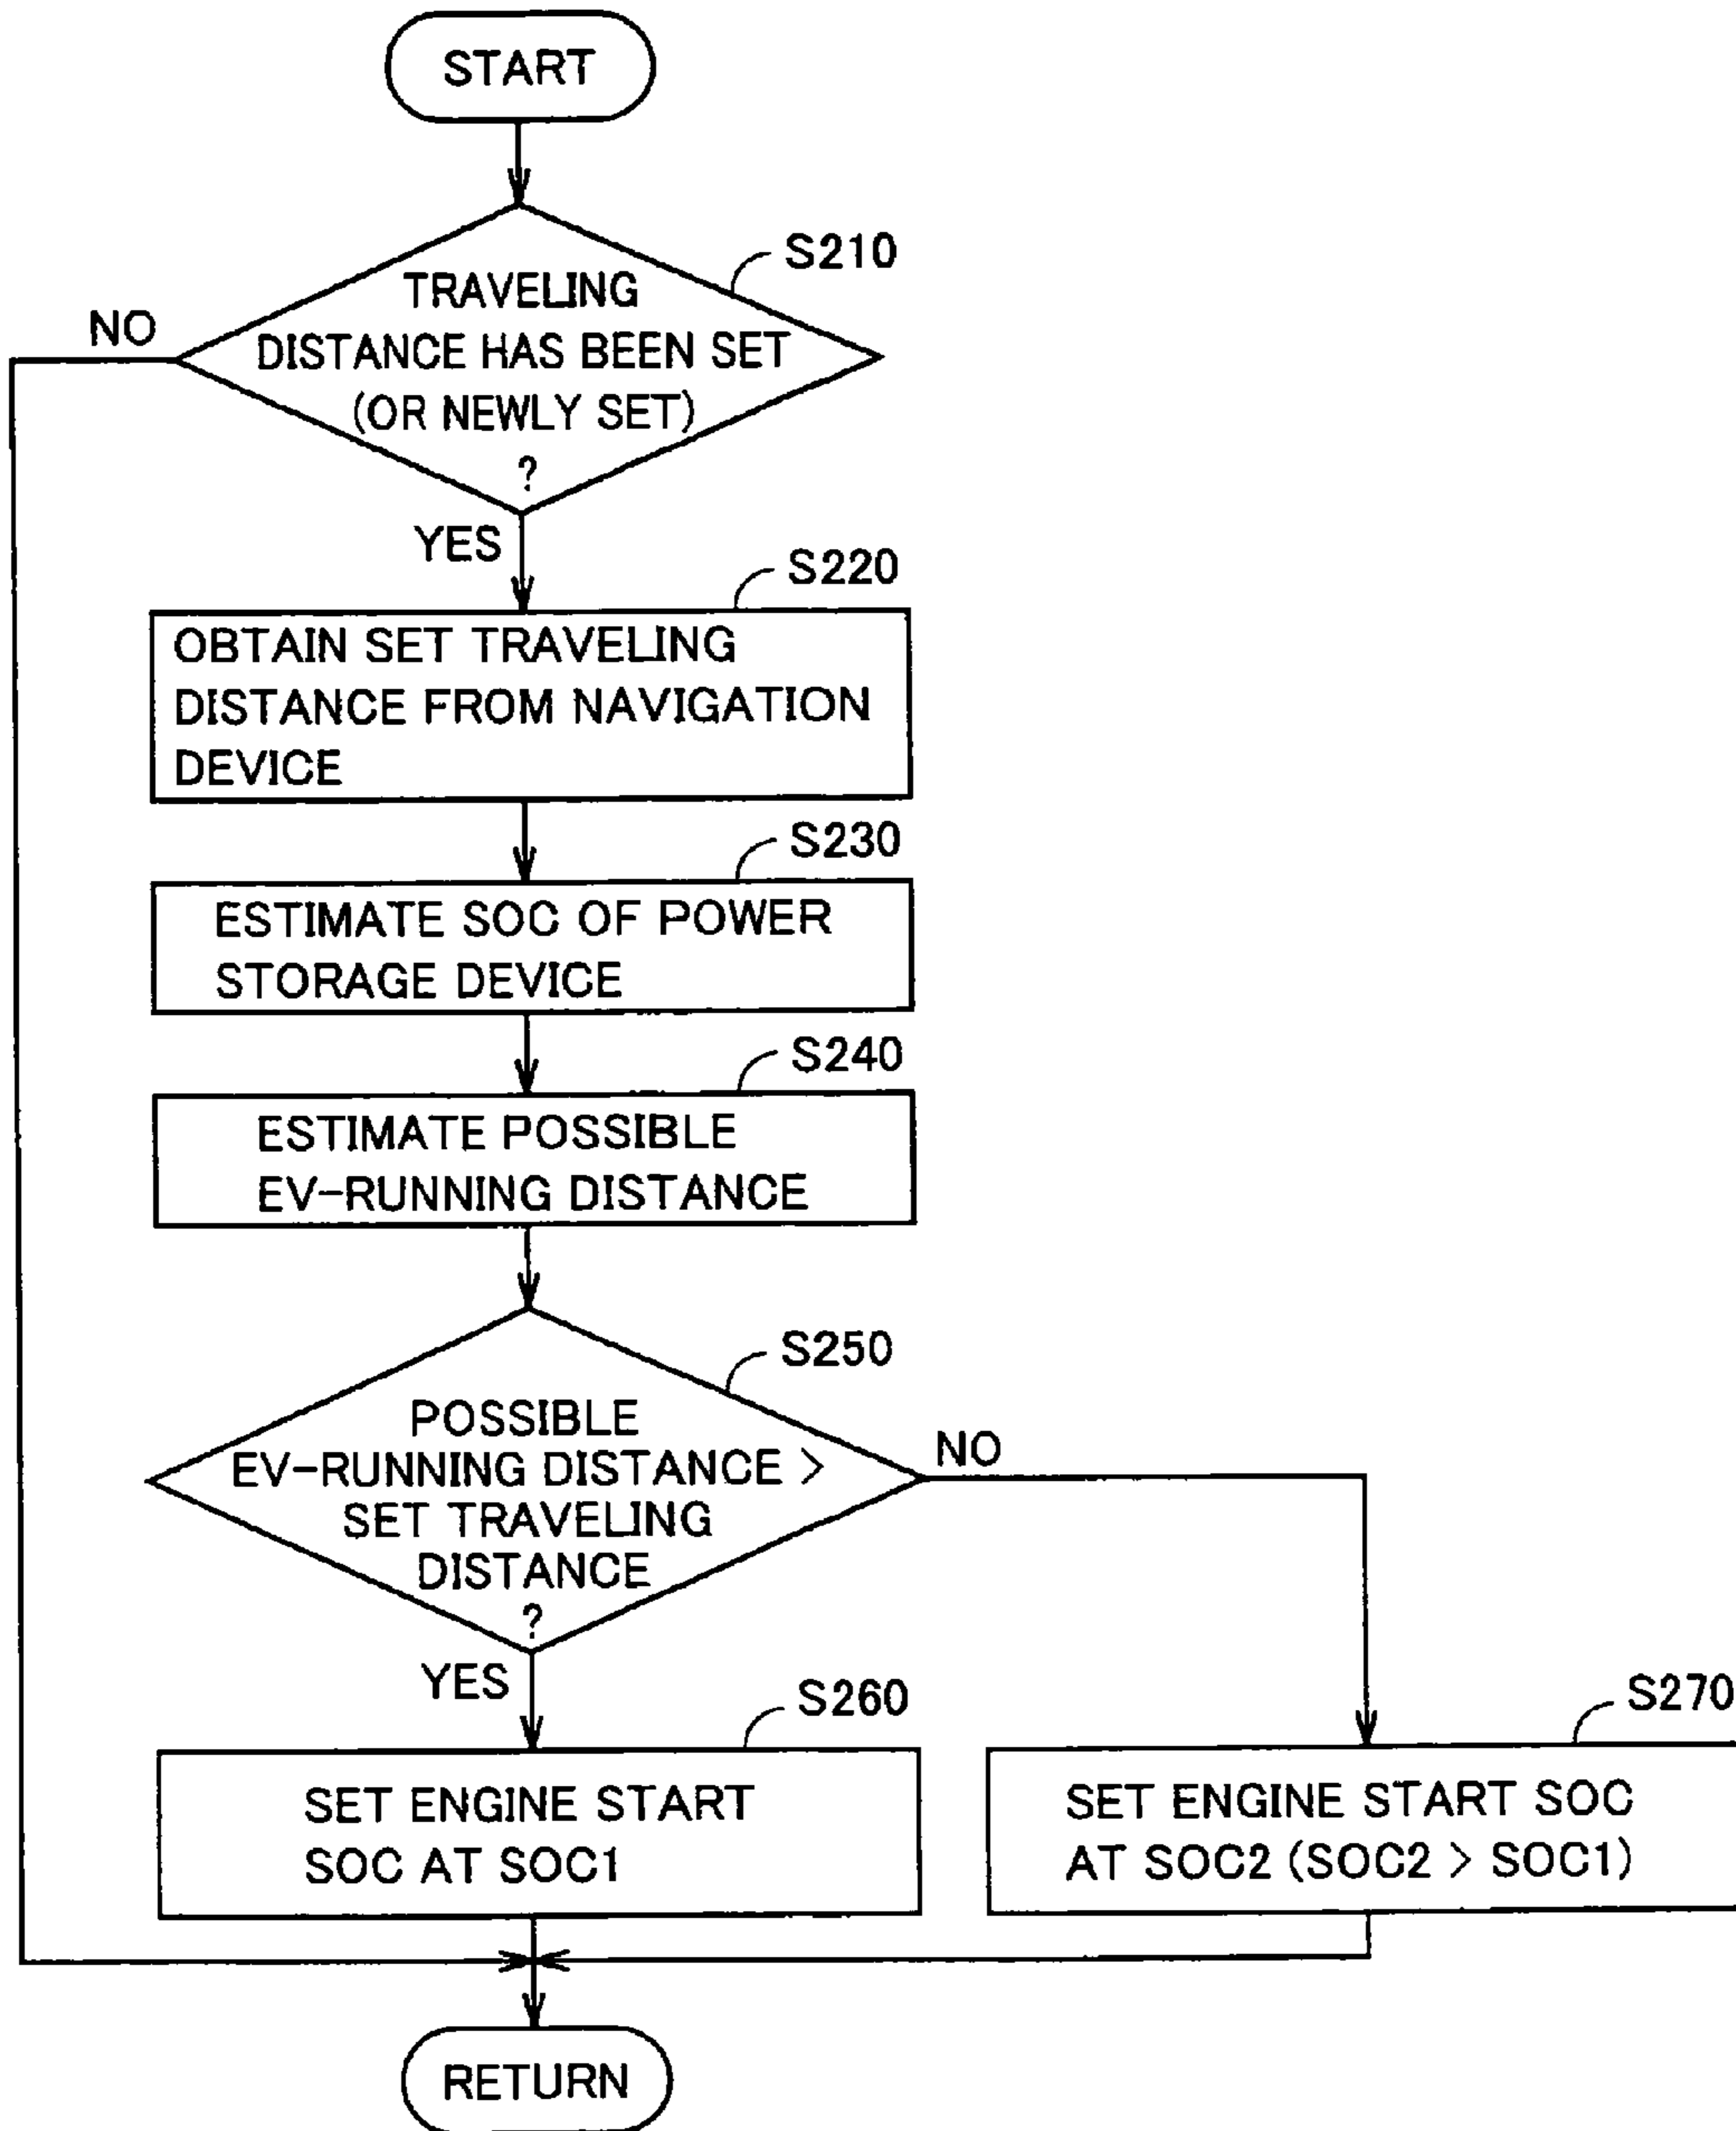 START
S210
TRAVELING
DISTANCE HAS BEEN SET
(OR NEWLY SET)
?
NO
YES
S220
OBTAIN SET TRAVELING
DISTANCE FROM NAVIGATION
DEVICE
S230
ESTIMATE SOC OF POWER
STORAGE DEVICE
S240
ESTIMATE POSSIBLE
EV-RUNNING DISTANCE
S250
POSSIBLE
EV-RUNNING DISTANCE >
SET TRAVELING
DISTANCE
?
NO
YES
S260
SET ENGINE START
SOC AT SOC1
S270
SET ENGINE START SOC
AT SOC2 (SOC2 > SOC1)
RETURN